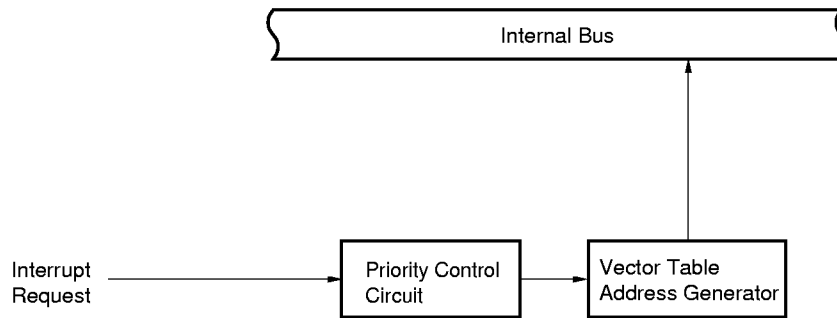 Internal Bus
Interrupt
Request
Priority Control
Circuit
Vector Table
Address Generator